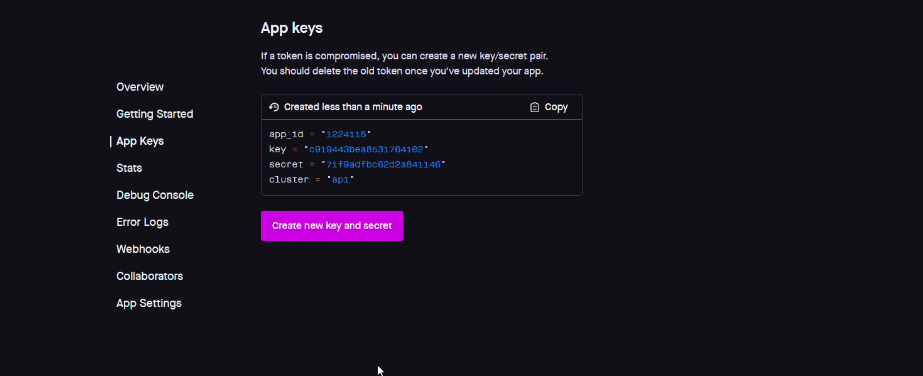 App keys
If a token is compromised, you can create a new key/secret pair.
You should delete the old token once you've updated your app.
Overview
Getting Started
App Keys
Stats
Debug Console
Error Logs
Webhooks
Collaborators
App Settings
Created less than a minute ago
Copy
app_id = "1224116"
key = "c919443bea8531764102"
secret = "71f9adfbc62d2a841146"
cluster = "ap1"
Create new key and secret